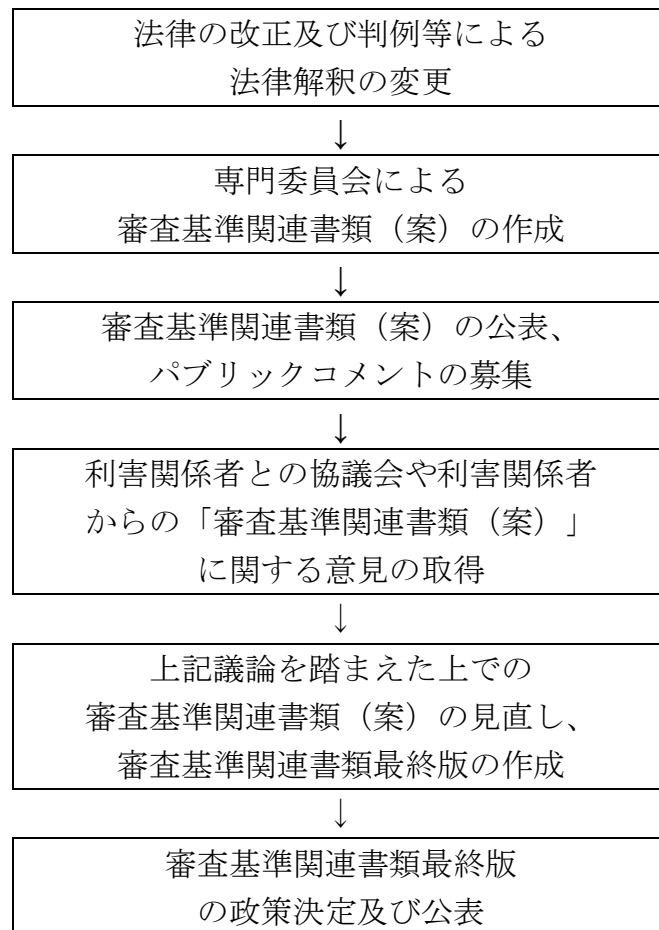 法律の改正及び判例等による
法律解釈の変更
↓
専門委員会による
審査基準関連書類（案）の作成
↓
審査基準関連書類（案）の公表、
パブリックコメントの募集
↓
利害関係者との協議会や利害関係者
からの「審査基準関連書類（案）」
に関する意見の取得
↓
上記議論を踏まえた上での
審査基準関連書類（案）の見直し、
審査基準関連書類最終版の作成
↓
審査基準関連書類最終版
の政策決定及び公表